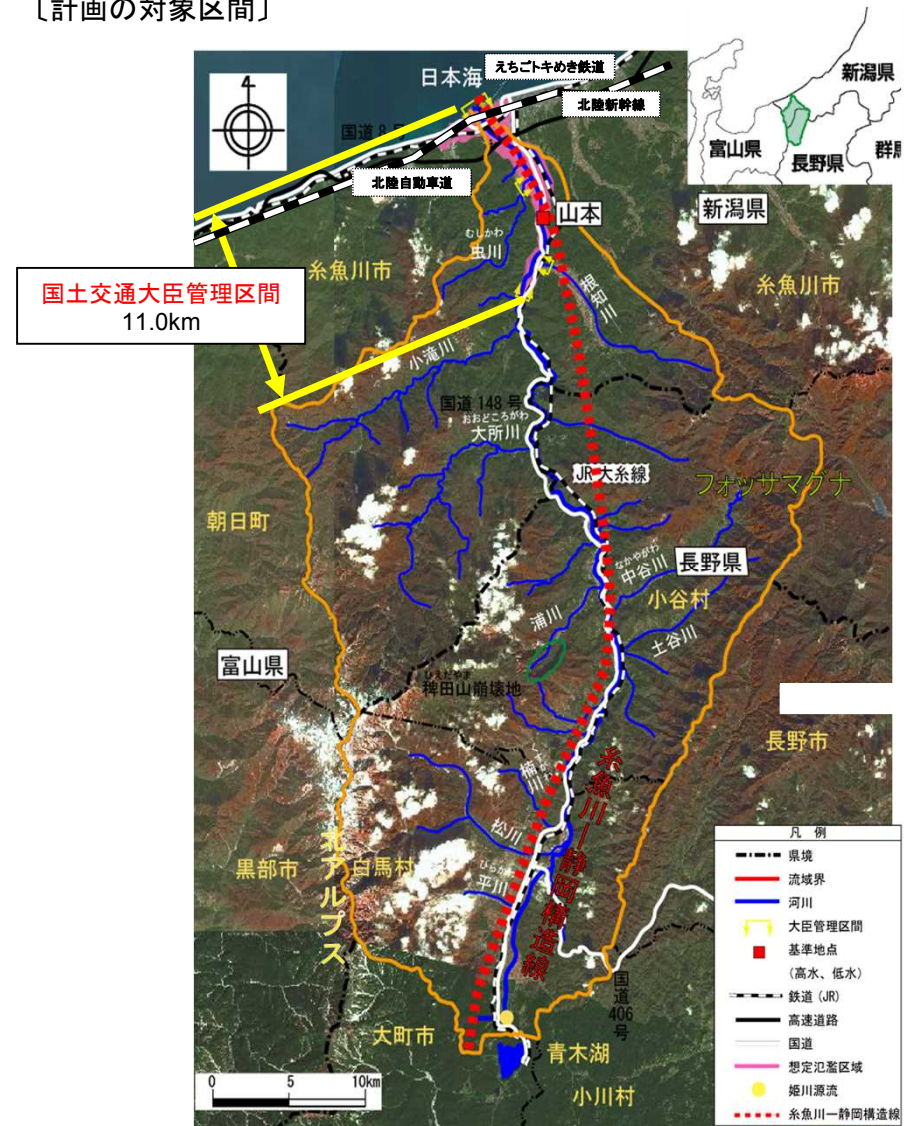 〔計画の対象区間〕
えちごトキめき鉄道
日本海
北陸新幹線
国道 8 号
北陸自動車道
新潟県
富山県
長野県
群馬
山本
新潟県
むしかわ
虫川
糸魚川市
糸魚川市
根知川
国土交通大臣管理区間
11.0km
小滝川
国道 148 号
おおどころがわ
大所川
JR 大糸線
フォッサマグナ
朝日町
なかやがわ
中谷川
長野県
小谷村
浦川
土谷川
富山県
ひえだやま
稗田山崩壊地
長野市
糸魚川ー静岡構造線
楠川
松川
黒部市
白馬村
平川
北アルプス
国道 406 号
大町市
青木湖
小川村
0 5 10km
凡 例
県境
流域界
河川
大臣管理区間
基準地点
(高水、低水)
鉄道 (JR)
高速道路
国道
想定氾濫区域
姫川源流
糸魚川ー静岡構造線